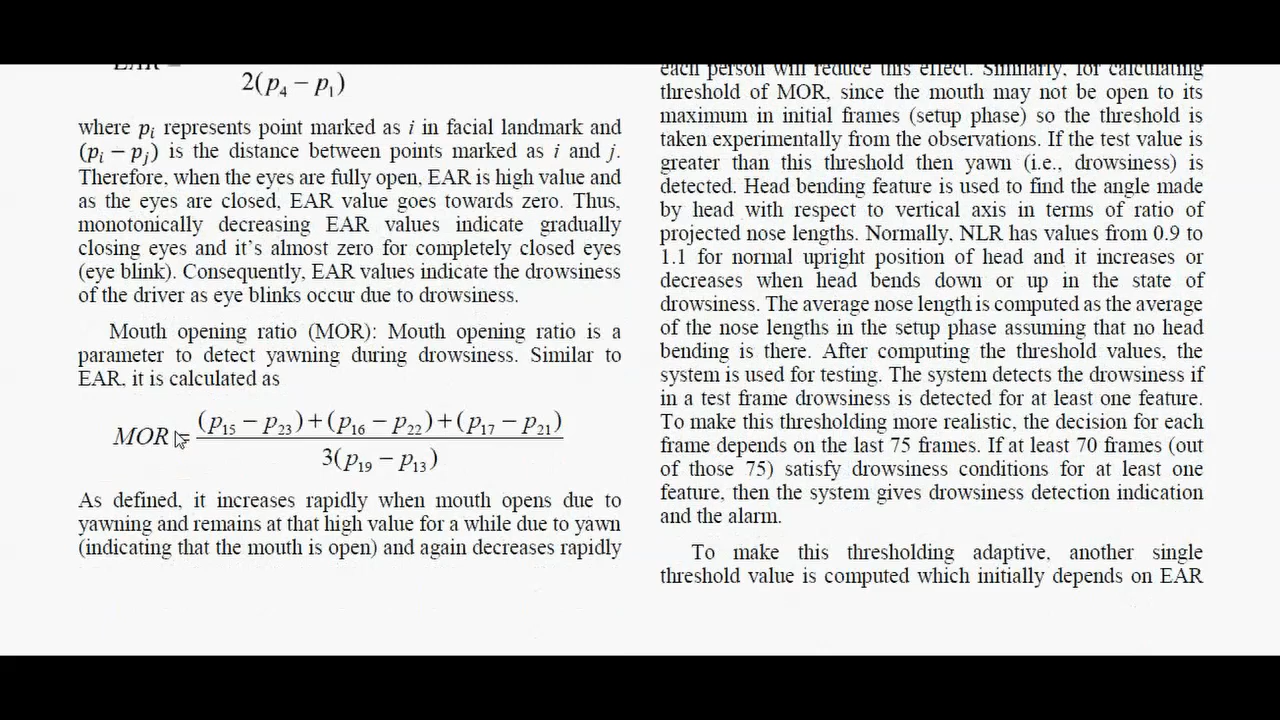 EAR =
2(p₄ − p₁)
where pᵢ represents point marked as i in facial landmark and
(pᵢ − pⱼ) is the distance between points marked as i and j.
Therefore, when the eyes are fully open, EAR is high value and
as the eyes are closed, EAR value goes towards zero. Thus,
monotonically decreasing EAR values indicate gradually
closing eyes and it's almost zero for completely closed eyes
(eye blink). Consequently, EAR values indicate the drowsiness
of the driver as eye blinks occur due to drowsiness.
Mouth opening ratio (MOR): Mouth opening ratio is a
parameter to detect yawning during drowsiness. Similar to
EAR, it is calculated as
MOR = (p₁₅ − p₂₃)+(p₁₆ − p₂₂)+(p₁₇ − p₂₁)
3(p₁₉ − p₁₃)
As defined, it increases rapidly when mouth opens due to
yawning and remains at that high value for a while due to yawn
(indicating that the mouth is open) and again decreases rapidly
each person will reduce this effect. Similarly, for calculating
threshold of MOR, since the mouth may not be open to its
maximum in initial frames (setup phase) so the threshold is
taken experimentally from the observations. If the test value is
greater than this threshold then yawn (i.e., drowsiness) is
detected. Head bending feature is used to find the angle made
by head with respect to vertical axis in terms of ratio of
projected nose lengths. Normally, NLR has values from 0.9 to
1.1 for normal upright position of head and it increases or
decreases when head bends down or up in the state of
drowsiness. The average nose length is computed as the average
of the nose lengths in the setup phase assuming that no head
bending is there. After computing the threshold values, the
system is used for testing. The system detects the drowsiness if
in a test frame drowsiness is detected for at least one feature.
To make this thresholding more realistic, the decision for each
frame depends on the last 75 frames. If at least 70 frames (out
of those 75) satisfy drowsiness conditions for at least one
feature, then the system gives drowsiness detection indication
and the alarm.
To make this thresholding adaptive, another single
threshold value is computed which initially depends on EAR